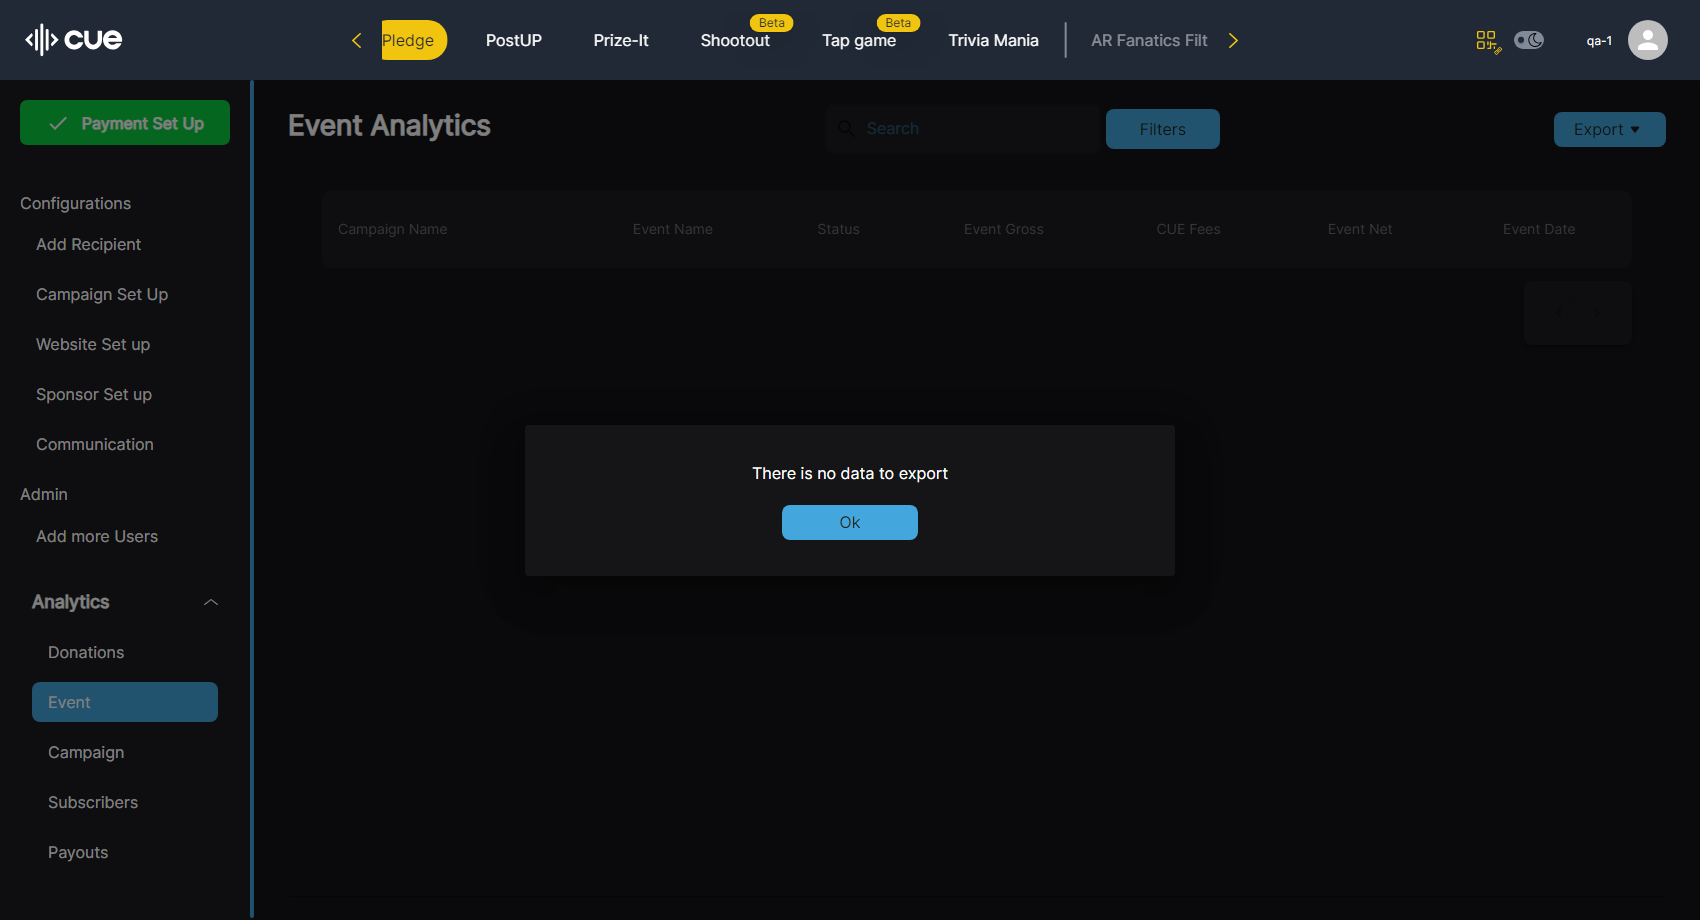 cue
Pledge
PostUP
Prize-It
Shootout
Beta
Tap game
Beta
Trivia Mania
AR Fanatics Filt
qa-1
Payment Set Up
Configurations
Add Recipient
Campaign Set Up
Website Set up
Sponsor Set up
Communication
Admin
Add more Users
Analytics
Donations
Event
Campaign
Subscribers
Payouts
Event Analytics
Search
Filters
Export
Campaign Name
Event Name
Status
Event Gross
CUE Fees
Event Net
Event Date
There is no data to export
Ok